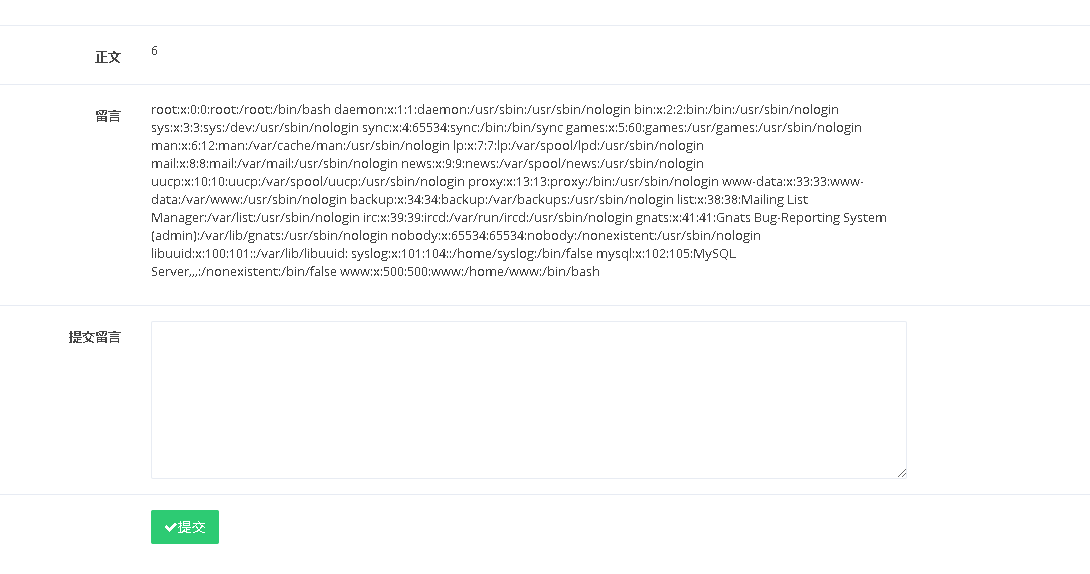 正文
6
留言
root:x:0:0:root:/root:/bin/bash daemon:x:1:1:daemon:/usr/sbin:/usr/sbin/nologin bin:x:2:2:bin:/bin:/usr/sbin/nologin
sys:x:3:3:sys:/dev:/usr/sbin/nologin sync:x:4:65534:sync:/bin:/bin/sync games:x:5:60:games:/usr/games:/usr/sbin/nologin
man:x:6:12:man:/var/cache/man:/usr/sbin/nologin lp:x:7:7:lp:/var/spool/lpd:/usr/sbin/nologin
mail:x:8:8:mail:/var/mail:/usr/sbin/nologin news:x:9:9:news:/var/spool/news:/usr/sbin/nologin
uucp:x:10:10:uucp:/var/spool/uucp:/usr/sbin/nologin proxy:x:13:13:proxy:/bin:/usr/sbin/nologin www-data:x:33:33:www-
data:/var/www:/usr/sbin/nologin backup:x:34:34:backup:/var/backups:/usr/sbin/nologin list:x:38:38:Mailing List
Manager:/var/list:/usr/sbin/nologin irc:x:39:39:ircd:/var/run/ircd:/usr/sbin/nologin gnats:x:41:41:Gnats Bug-Reporting System
(admin):/var/lib/gnats:/usr/sbin/nologin nobody:x:65534:65534:nobody:/nonexistent:/usr/sbin/nologin
libuuid:x:100:101::/var/lib/libuuid: syslog:x:101:104::/home/syslog:/bin/false mysql:x:102:105:MySQL
Server,,,:/nonexistent:/bin/false www:x:500:500:www:/home/www:/bin/bash
提交留言
提交